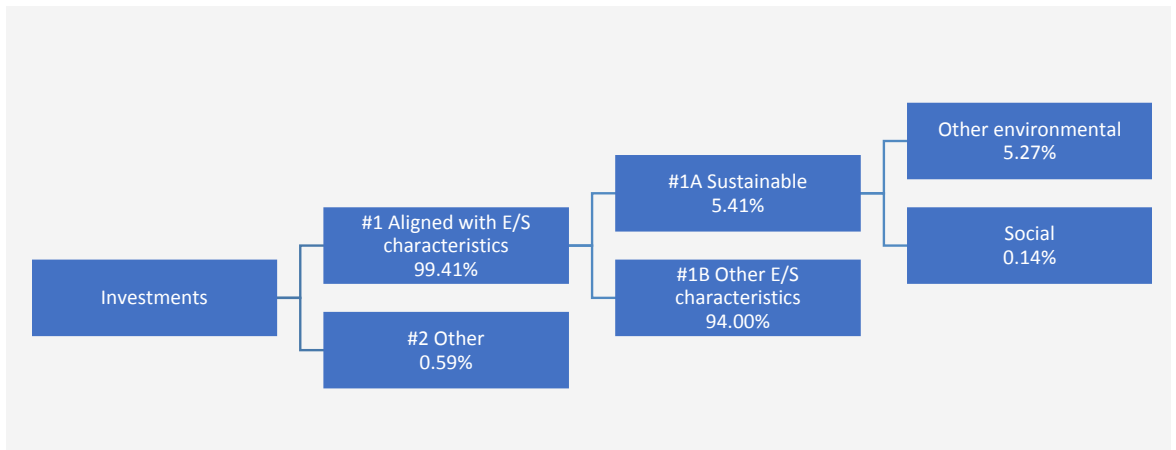 Investments
#1 Aligned with E/S
characteristics
99.41%
#2 Other
0.59%
#1A Sustainable
5.41%
#1B Other E/S
characteristics
94.00%
Other environmental
5.27%
Social
0.14%